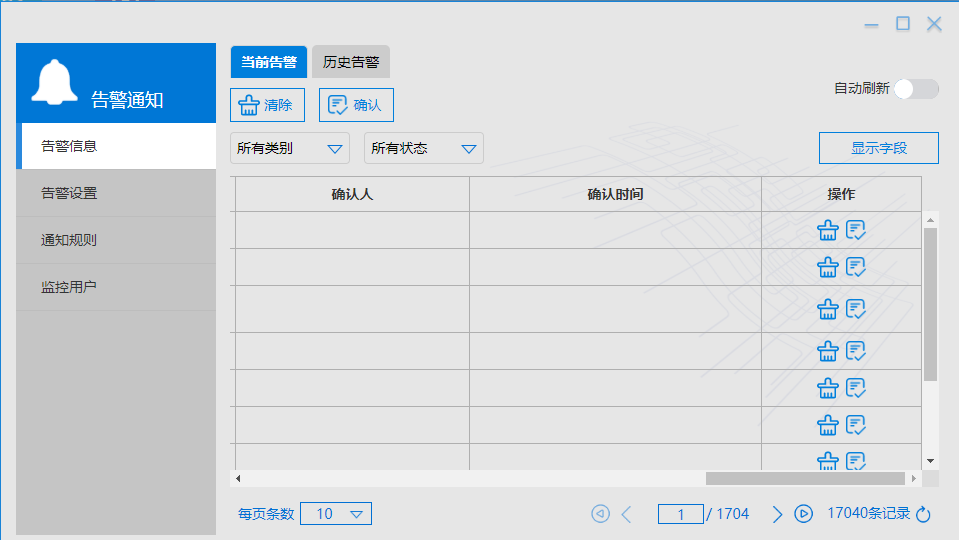 告警通知
告警信息
告警设置
通知规则
监控用户
当前告警 历史告警
清除 确认
自动刷新
所有类别 所有状态
显示字段
确认人 确认时间 操作
每页条数 10
1 / 1704
17040条记录